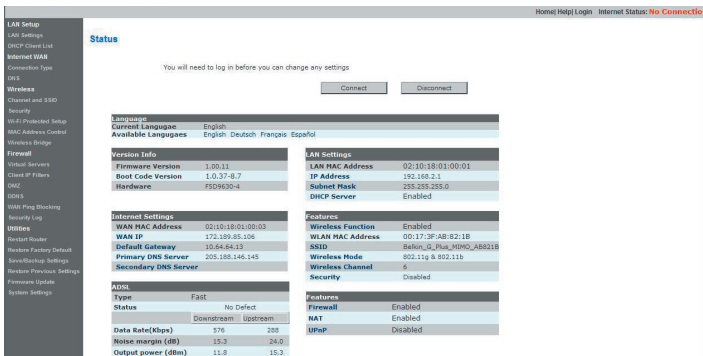 Home| Help| Login Internet Status: No Connectio
LAN Setup
LAN Settings
DHCP Client List
Internet WAN
Connection Type
DNS
Wireless
Channel and SSID
Security
Wi-Fi Protected Setup
MAC Address Control
Wireless Bridge
Firewall
Virtual Servers
Client IP Filters
DMZ
DDNS
WAN Ping Blocking
Security Log
Utilities
Restart Router
Restore Factory Default
Save/Backup Settings
Restore Previous Settings
Firmware Update
System Settings
Status
You will need to log in before you can change any settings
Connect Disconnect
Language
Current Langugae English
Available Langugaes English Deutsch Français Español
Version Info
Firmware Version 1.00.11
Boot Code Version 1.0.37-8.7
Hardware F5D9630-4
LAN Settings
LAN MAC Address 02:10:18:01:00:01
IP Address 192.168.2.1
Subnet Mask 255.255.255.0
DHCP Server Enabled
Internet Settings
WAN MAC Address 02:10:18:01:00:03
WAN IP 172.189.85.106
Default Gateway 10.64.64.13
Primary DNS Server 205.188.146.145
Secondary DNS Server
Features
Wireless Function Enabled
WLAN MAC Address 00:17:3F:AB:82:1B
SSID Belkin_G_Plus_MIMO_AB821B
Wireless Mode 802.11g & 802.11b
Wireless Channel 6
Security Disabled
ADSL
Type Fast
Status No Defect
Downstream Upstream
Data Rate(Kbps) 576 288
Noise margin (dB) 15.3 24.0
Output power (dBm) 11.8 15.3
Features
Firewall Enabled
NAT Enabled
UPnP Disabled